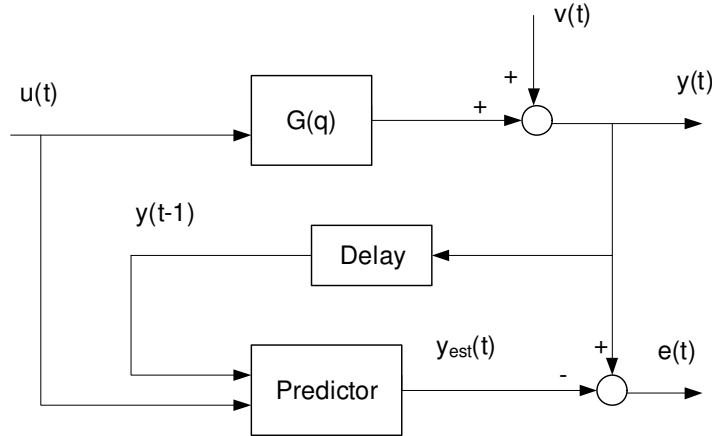 v(t)
u(t)
+
y(t)
G(q)
+
y(t-1)
Delay
yest(t)
+
e(t)
Predictor
-